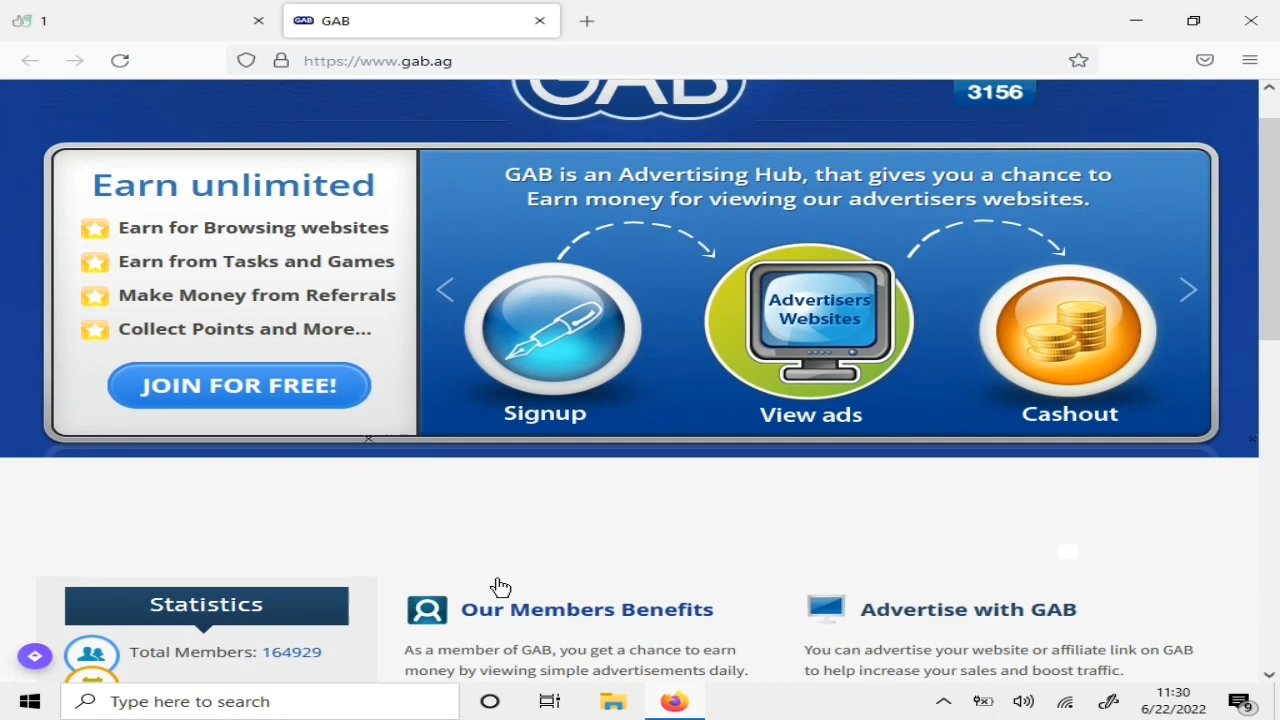 1
GAB
https://www.gab.ag
GAB
3156
Earn unlimited
Earn for Browsing websites
Earn from Tasks and Games
Make Money from Referrals
Collect Points and More...
JOIN FOR FREE!
GAB is an Advertising Hub, that gives you a chance to
Earn money for viewing our advertisers websites.
Advertisers
Websites
Signup
View ads
Cashout
Statistics
Total Members: 164929
Our Members Benefits
As a member of GAB, you get a chance to earn
money by viewing simple advertisements daily.
Advertise with GAB
You can advertise your website or affiliate link on GAB
to help increase your sales and boost traffic.
Type here to search
11:30
6/22/2022
9